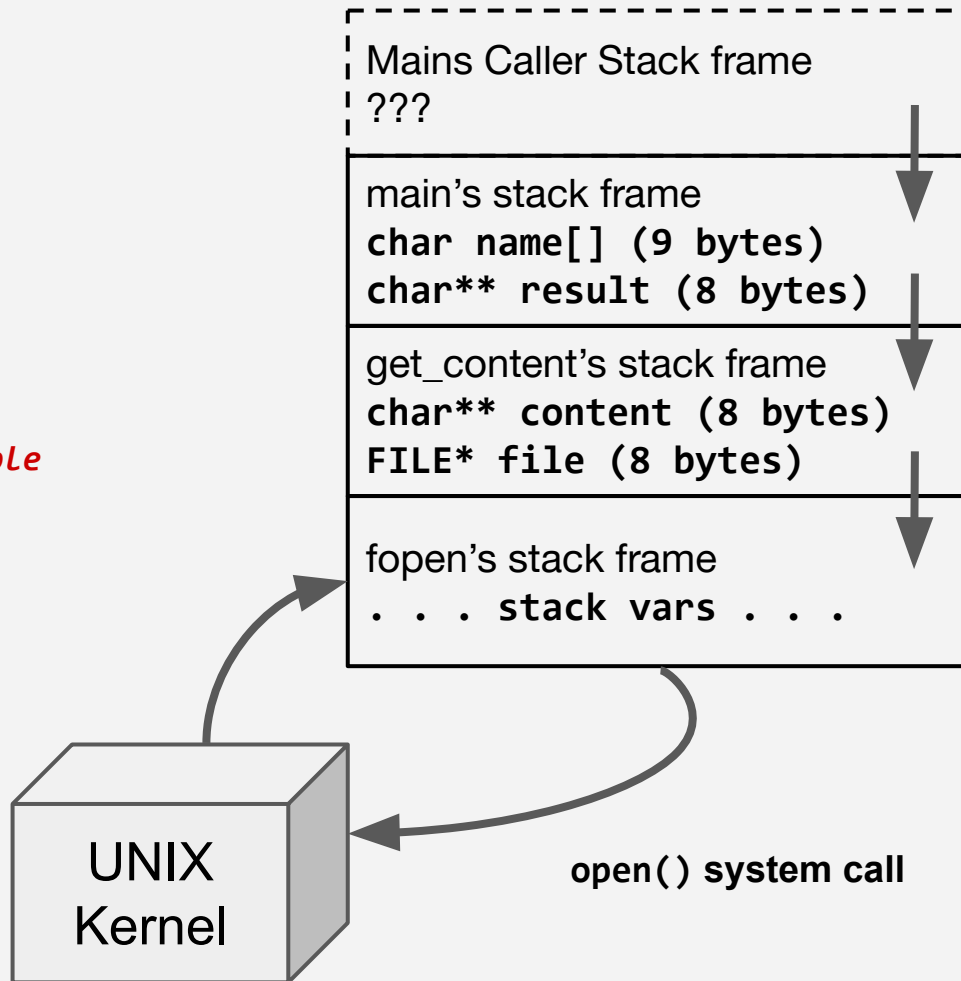 Mains Caller Stack frame
???
main’s stack frame
char name[] (9 bytes)
char** result (8 bytes)
get_content’s stack frame
char** content (8 bytes)
FILE* file (8 bytes)
ple
fopen’s stack frame
. . . stack vars . . .
UNIX
Kernel
open() system call